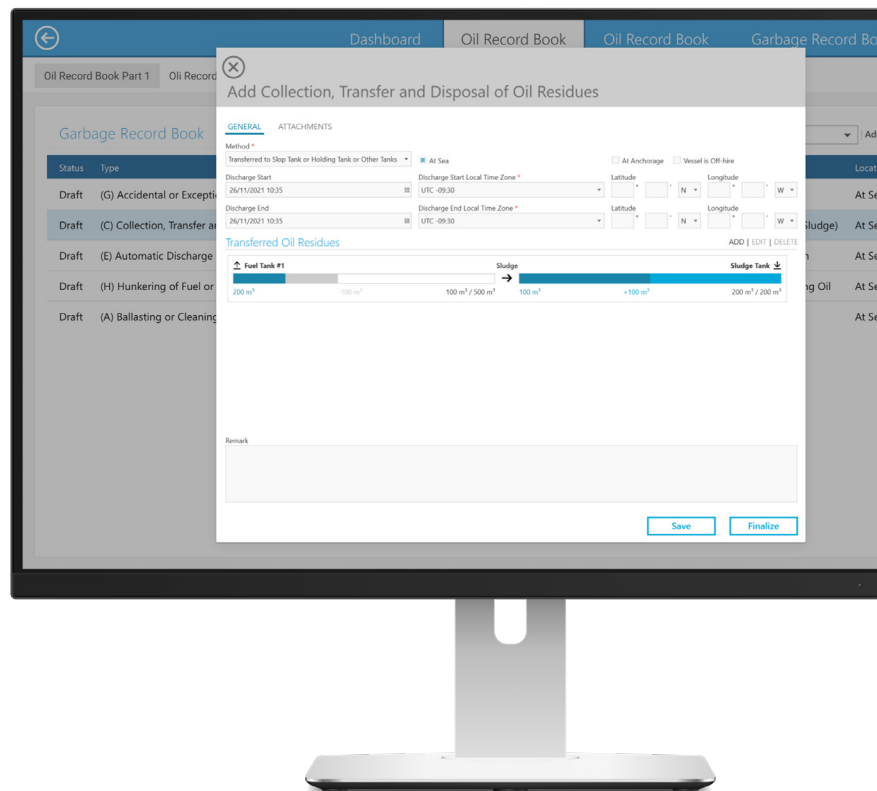 Dashboard Oil Record Book Oil Record Book Garbage Record Bo
Oil Record Book Part 1 Oli Record
Add Collection, Transfer and Disposal of Oil Residues
Garbage Record Book Ad
GENERAL ATTACHMENTS
Method *
Transferred to Slop Tank or Holding Tank or Other Tanks At Sea At Anchorage Vessel is Off-hire
Status Type Locat
Discharge Start Discharge Start Local Time Zone * Latitude Longitude
26/11/2021 10:35 UTC -09:30 ° ' N ° ' W
Draft (G) Accidental or Excepti At Se
Discharge End Discharge End Local Time Zone * Latitude Longitude
26/11/2021 10:35 UTC -09:30 ° ' N ° ' W
Draft (C) Collection, Transfer ar Sludge) At Se
Transferred Oil Residues ADD | EDIT | DELETE
Draft (E) Automatic Discharge n At Se
Fuel Tank #1 Sludge Sludge Tank
Draft (H) Hunkering of Fuel or ng Oil At Se
200 m³ -100 m³ 100 m³ / 500 m³ 100 m³ +100 m³ 200 m³ / 200 m³
Draft (A) Ballasting or Cleaning At Se
Remark
Save Finalize